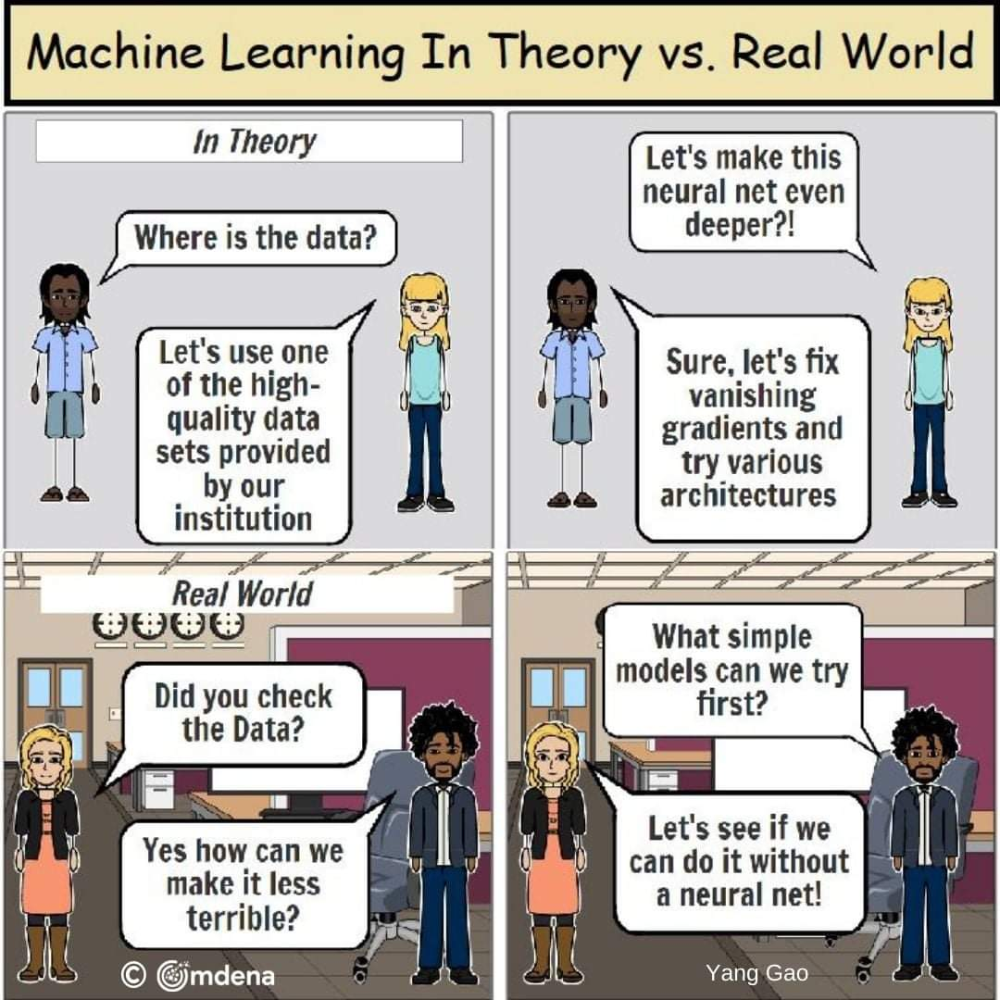 Machine Learning In Theory vs. Real World
In Theory
Where is the data?
Let's use one
of the high-
quality data
sets provided
by our
institution
Let's make this
neural net even
deeper?!
Sure, let's fix
vanishing
gradients and
try various
architectures
Real World
Did you check
the Data?
Yes how can we
make it less
terrible?
What simple
models can we try
first?
Let's see if we
can do it without
a neural net!
© Omdena
Yang Gao